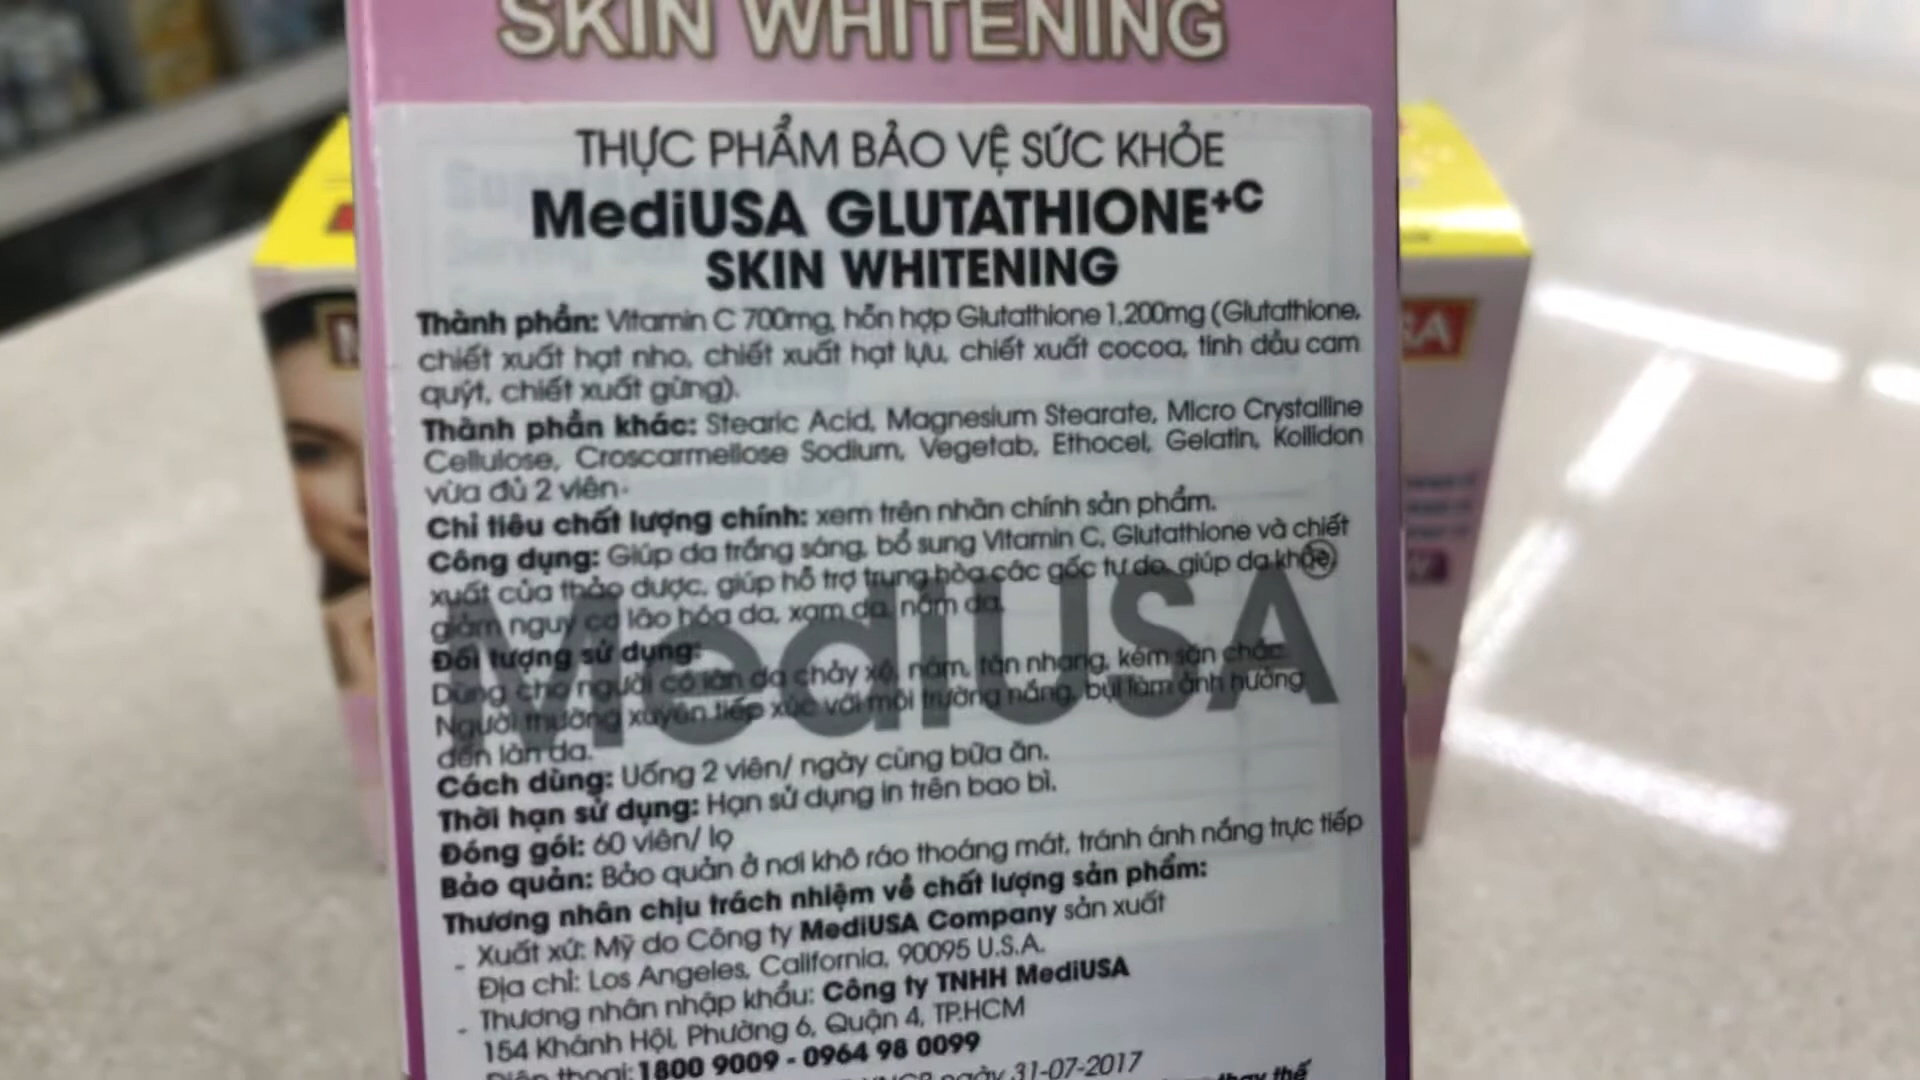 SKIN WHITENING
THỰC PHẨM BẢO VỆ SỨC KHỎE
MediUSA GLUTATHIONE+C
SKIN WHITENING
Thành phần: Vitamin C 700mg, hỗn hợp Glutathione 1.200mg (Glutathione,
chiết xuất hạt nho, chiết xuất hạt lựu, chiết xuất cocoa, tinh dầu cam
quýt, chiết xuất gừng).
Thành phần khác: Stearic Acid, Magnesium Stearate, Micro Crystalline
Cellulose, Croscarmellose Sodium, Vegetab, Ethocel, Gelatin, Kollidon
vừa đủ 2 viên.
Chỉ tiêu chất lượng chính: xem trên nhãn chính sản phẩm.
Công dụng: Giúp da trắng sáng, bổ sung Vitamin C, Glutathione và chiết
xuất của thảo dược, giúp hỗ trợ trung hòa các gốc tự do, giúp da khỏe,
giảm nguy cơ lão hóa da, xạm da, nám da.
Đối tượng sử dụng:
Dùng cho người có làn da chảy xệ, nám, tàn nhang, kém săn chắc.
Người thường xuyên tiếp xúc với môi trường nắng, bụi làm ảnh hưởng
đến làn da.
MediUSA
Cách dùng: Uống 2 viên/ ngày cùng bữa ăn.
Thời hạn sử dụng: Hạn sử dụng in trên bao bì.
Đóng gói: 60 viên/ lọ
Bảo quản: Bảo quản ở nơi khô ráo thoáng mát, tránh ánh nắng trực tiếp
Thương nhân chịu trách nhiệm về chất lượng sản phẩm:
- Xuất xứ: Mỹ do Công ty MediUSA Company sản xuất
Địa chỉ: Los Angeles, California, 90095 U.S.A.
- Thương nhân nhập khẩu: Công ty TNHH MediUSA
154 Khánh Hội, Phường 6, Quận 4, TP.HCM
Điện thoại: 1800 9009 - 0964 98 0099
ngày 31-07-2017
thay thế